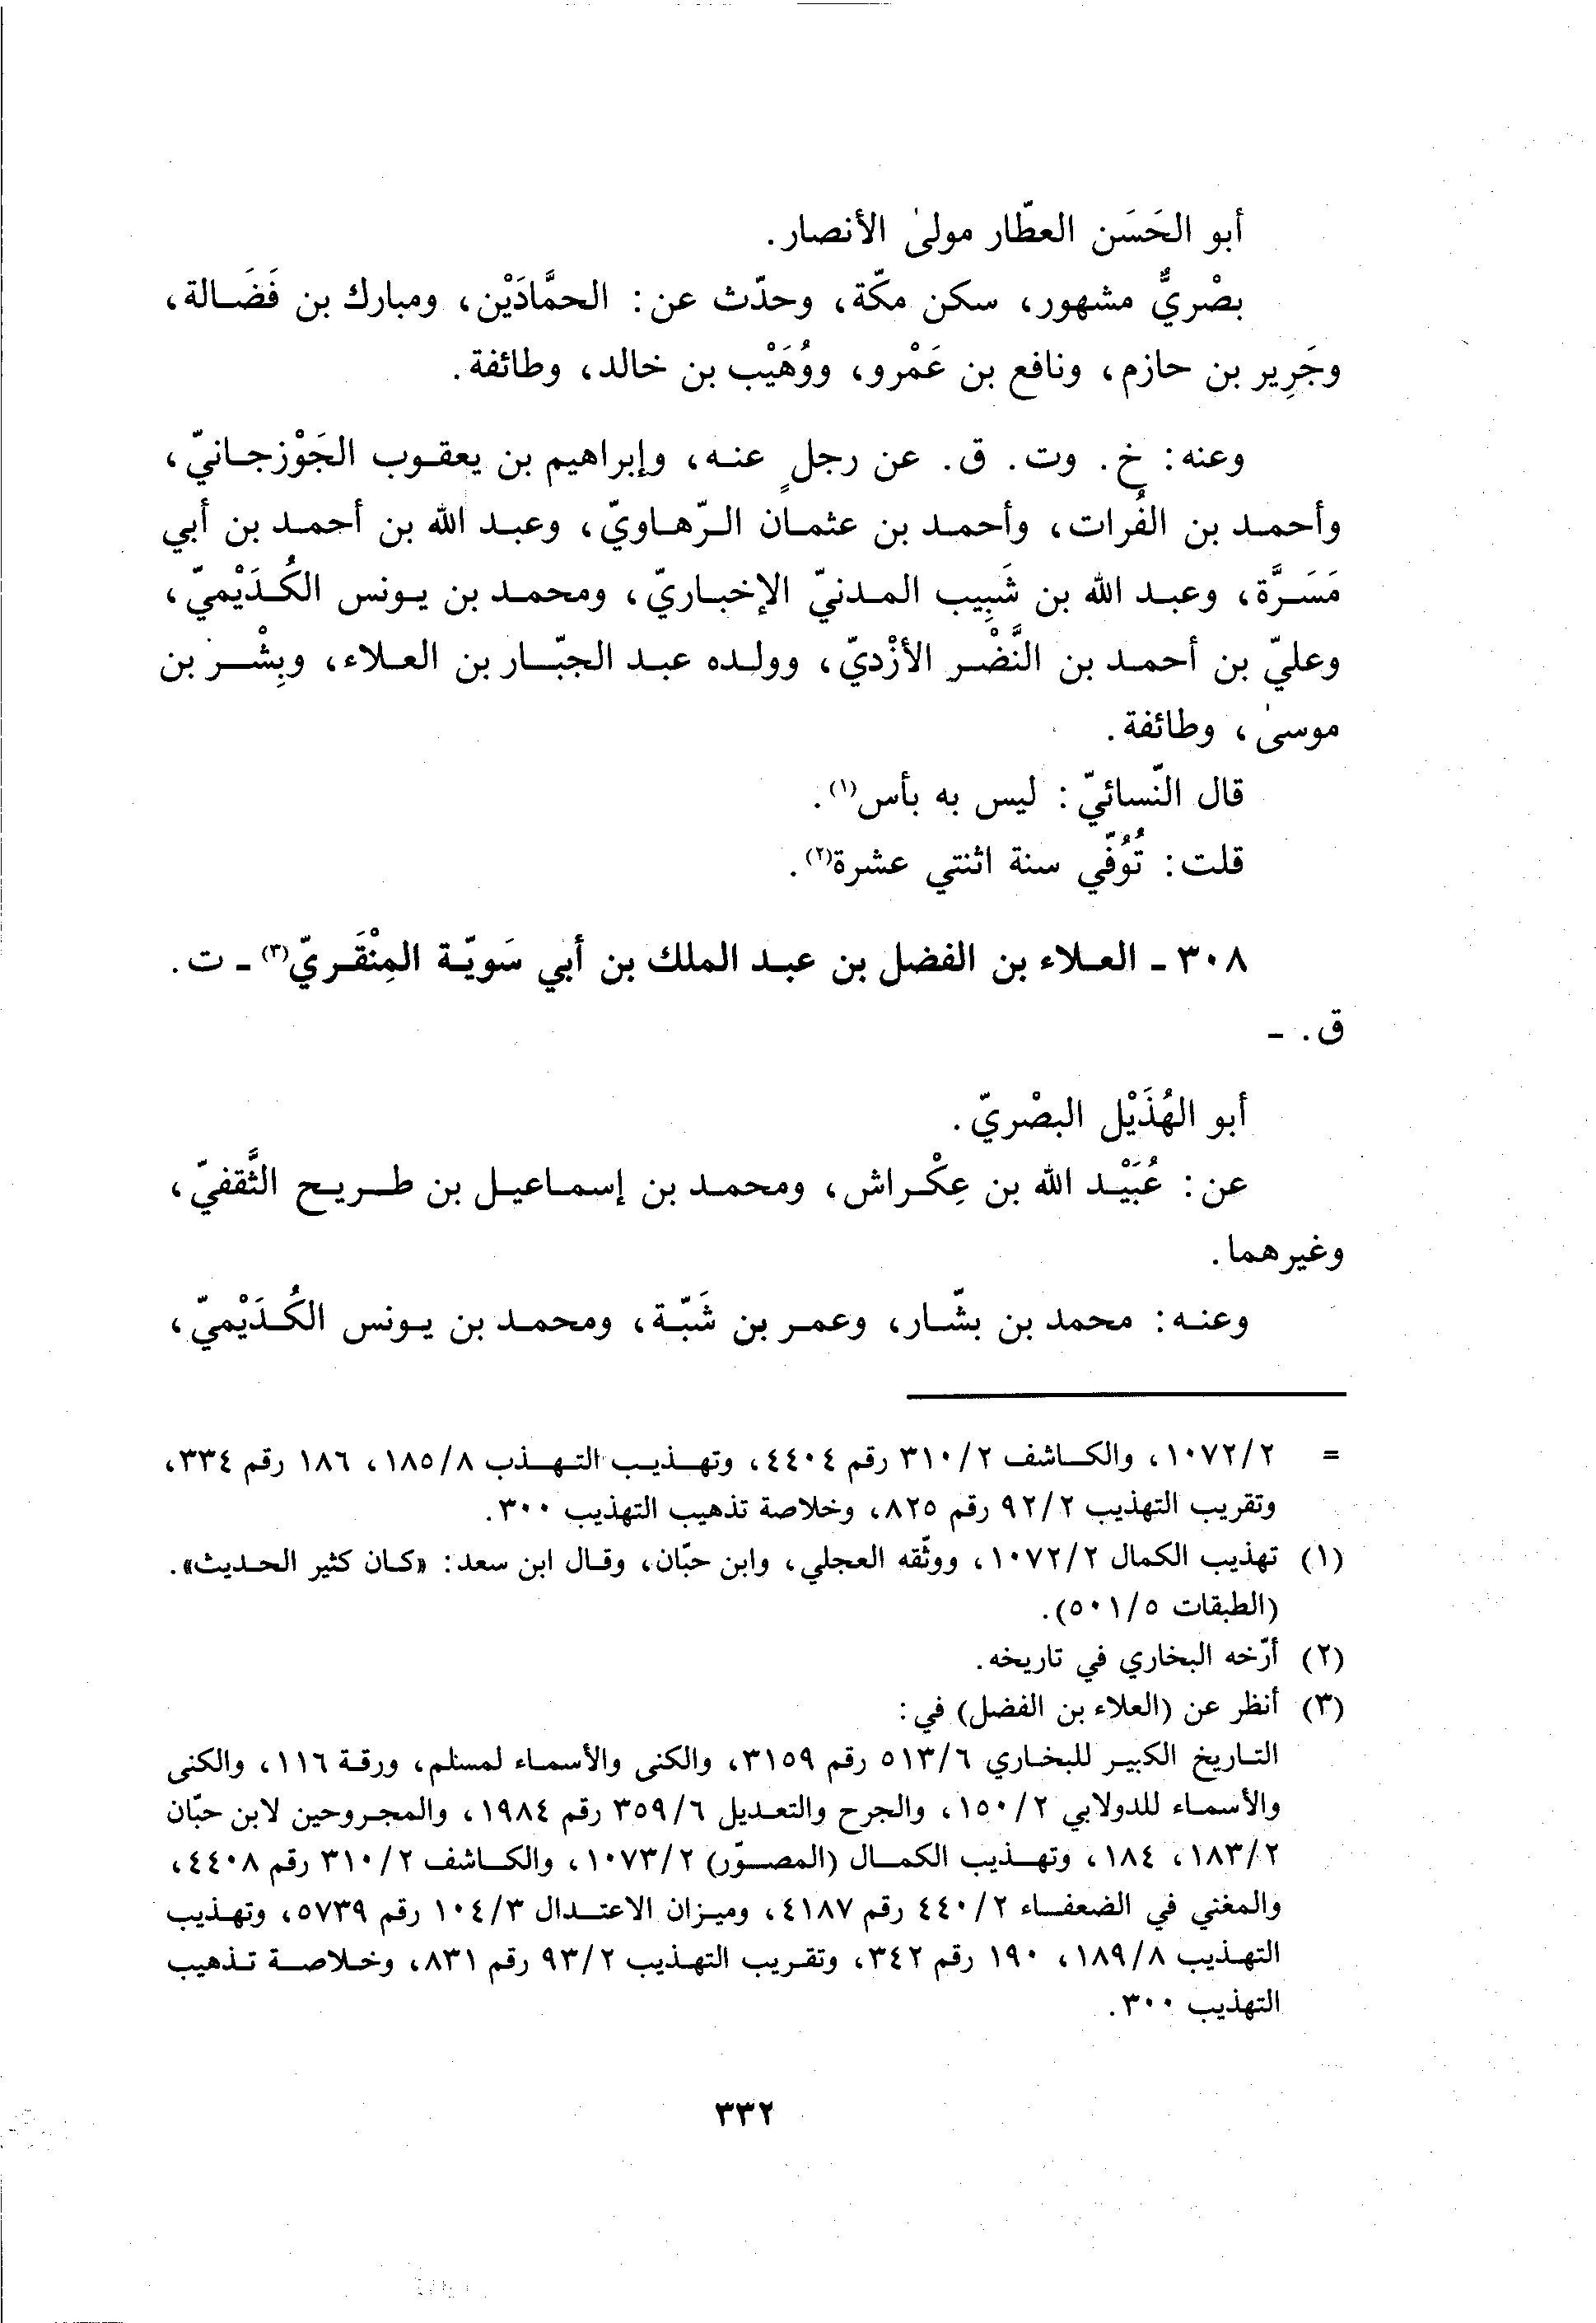 أبو الحَسَن العطّار مولىٰ الأنصار.
بصْريٌّ مشهور، سكن مكّة، وحدّث عن: الحمَّادَيْن، ومبارك بن فَضَالة،
وجَرِير بن حازم، ونافع بن عَمْرو، ووُهَيْب بن خالد، وطائفة.
وعنه: خ. وت. ق. عن رجلٍ عنه، وإبراهيم بن يعقوب الجَوْزجانيّ،
وأحمد بن الفُرات، وأحمد بن عثمان الرّهاويّ، وعبد الله بن أحمد بن أبي
مَسَرَّة، وعبد الله بن شَبِيب المدنيّ الإخباريّ، ومحمد بن يونس الكُدَيْميّ،
وعليّ بن أحمد بن النَّضْر الأزْديّ، وولده عبد الجبّار بن العلاء، وبِشْر بن
موسىٰ، وطائفة.
قال النّسائيّ: ليس به بأس(١).
قلت: تُوُفّي سنة اثنتي عشرة(٢).
٣٠٨ ـ العلاء بن الفضل بن عبد الملك بن أبي سَويّة المِنْقَريّ(٣) ـ ت.
ق. ـ
أبو الهُذَيْل البصْريّ.
عن: عُبَيْد الله بن عِكْراش، ومحمد بن إسماعيل بن طريح الثَّقفيّ،
وغيرهما.
وعنه: محمد بن بشّار، وعمر بن شَبّة، ومحمد بن يونس الكُدَيْميّ،
= ١٠٧٢/٢، والكاشف ٣١٠/٢ رقم ٤٤٠٤، وتهذيب التهذب ١٨٥/٨، ١٨٦ رقم ٣٣٤،
وتقريب التهذيب ٩٢/٢ رقم ٨٢٥، وخلاصة تذهيب التهذيب ٣٠٠.
(١) تهذيب الكمال ١٠٧٢/٢، ووثّقه العجلي، وابن حبّان، وقال ابن سعد: «كان كثير الحديث».
(الطبقات ٥٠١/٥).
(٢) أرّخه البخاري في تاريخه.
(٣) أنظر عن (العلاء بن الفضل) في:
التاريخ الكبير للبخاري ٥١٣/٦ رقم ٣١٥٩، والكنى والأسماء لمسلم، ورقة ١١٦، والكنى
والأسماء للدولابي ١٥٠/٢، والجرح والتعديل ٣٥٩/٦ رقم ١٩٨٤، والمجروحين لابن حبّان
١٨٣/٢، ١٨٤، وتهذيب الكمال (المصوّر) ١٠٧٣/٢، والكاشف ٣١٠/٢ رقم ٤٤٠٨،
والمغني في الضعفاء ٤٤٠/٢ رقم ٤١٨٧، وميزان الاعتدال ١٠٤/٣ رقم ٥٧٣٩، وتهذيب
التهذيب ١٨٩/٨، ١٩٠ رقم ٣٤٢، وتقريب التهذيب ٩٣/٢ رقم ٨٣١، وخلاصة تذهيب
التهذيب ٣٠٠.
٣٣٢